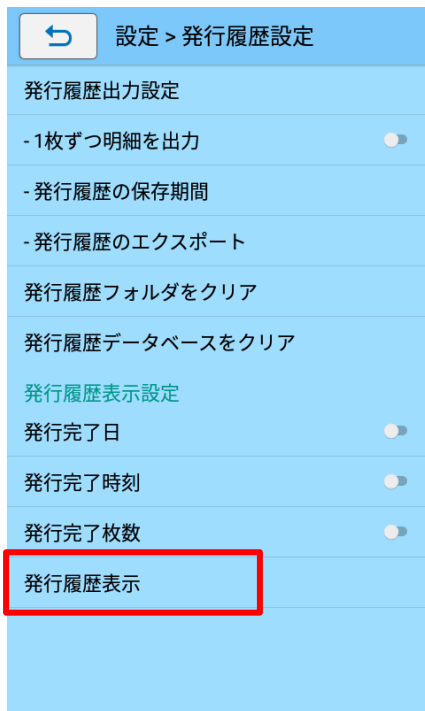 設定 > 発行履歴設定
発行履歴出力設定
- 1枚ずつ明細を出力
- 発行履歴の保存期間
- 発行履歴のエクスポート
発行履歴フォルダをクリア
発行履歴データベースをクリア
発行履歴表示設定
発行完了日
発行完了時刻
発行完了枚数
発行履歴表示